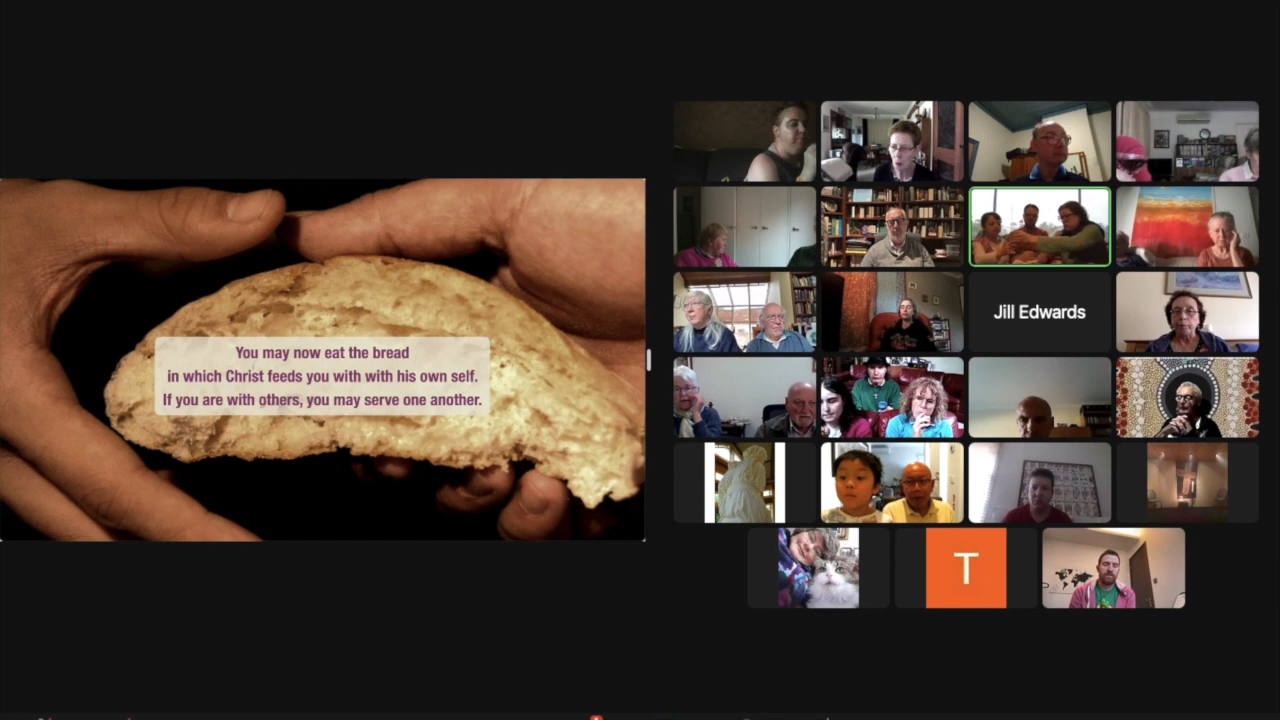 You may now eat the bread
in which Christ feeds you with with his own self.
If you are with others, you may serve one another.
Jill Edwards
T